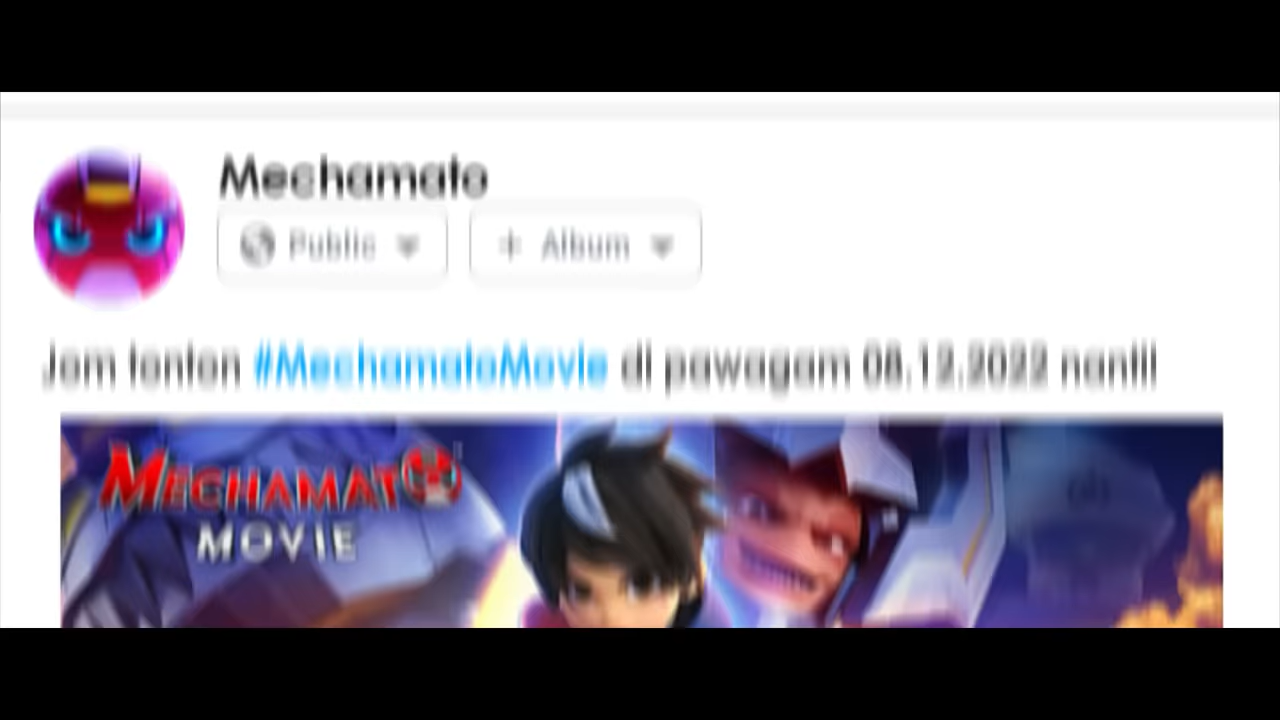 Mechamato
Public
+ Album
Jom tonton #MechamatoMovie di pawagam 08.12.2022 nanti!
MECHAMATO
MOVIE